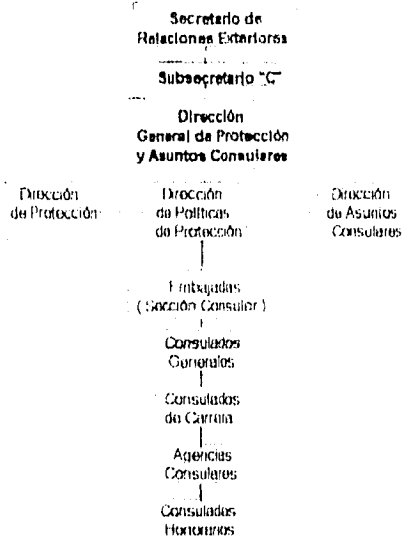 Secretario de
Relaciones Exteriores
Subsecretario "C"
Dirección
General de Protección
y Asuntos Consulares
Dirección
de Protección
Dirección
de Políticas
de Protección
Dirección
de Asuntos
Consulares
Embajadas
( Sección Consular )
Consulados
Generales
Consulados
de Carrera
Agencias
Consulares
Consulados
Honorarios